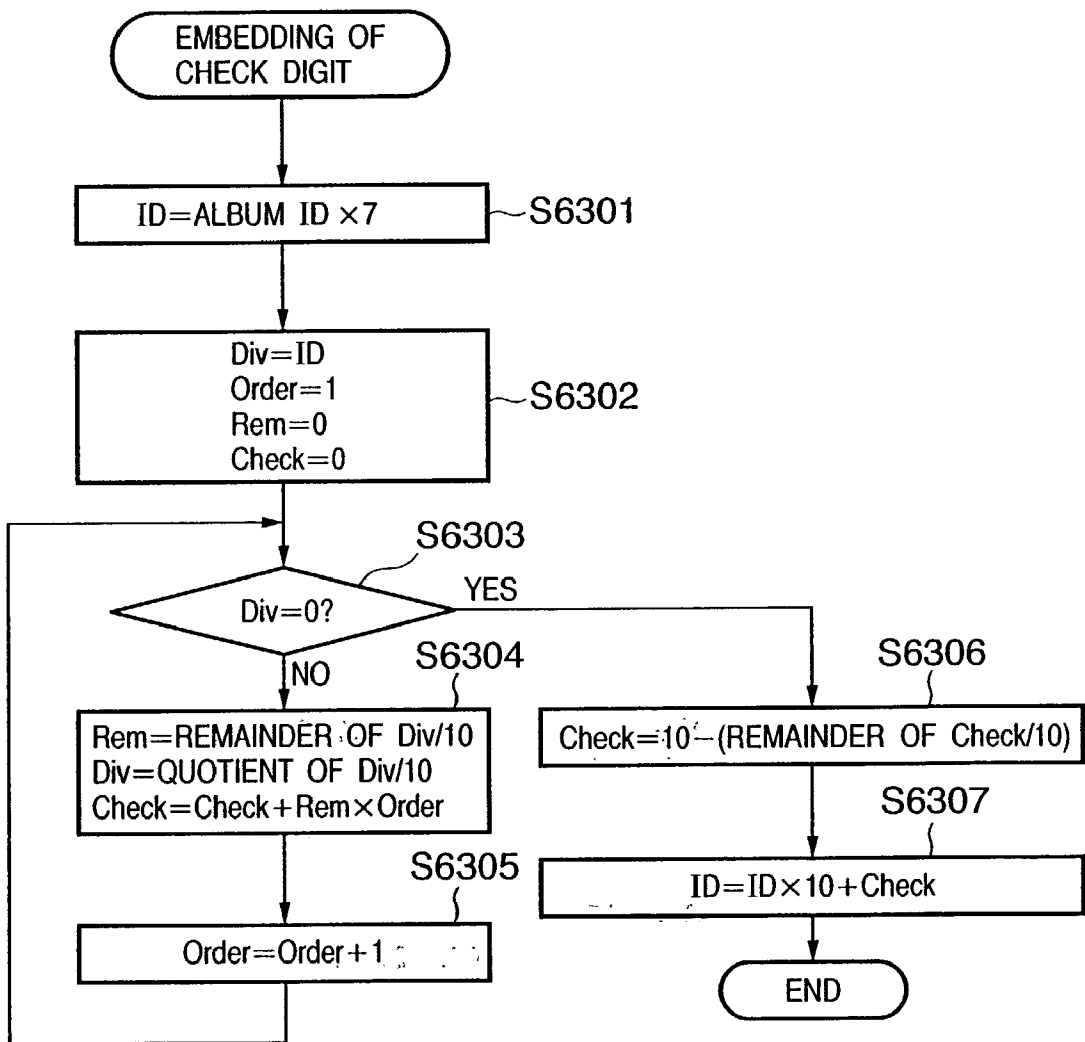 EMBEDDING OF
CHECK DIGIT
ID=ALBUM ID ×7
S6301
Div=ID
Order=1
Rem=0
Check=0
S6302
S6303
Div=0?
YES
NO
S6304
Rem=REMAINDER OF Div/10
Div=QUOTIENT OF Div/10
Check=Check+Rem×Order
S6305
Order=Order+1
S6306
Check=10-(REMAINDER OF Check/10)
S6307
ID=ID×10+Check
END